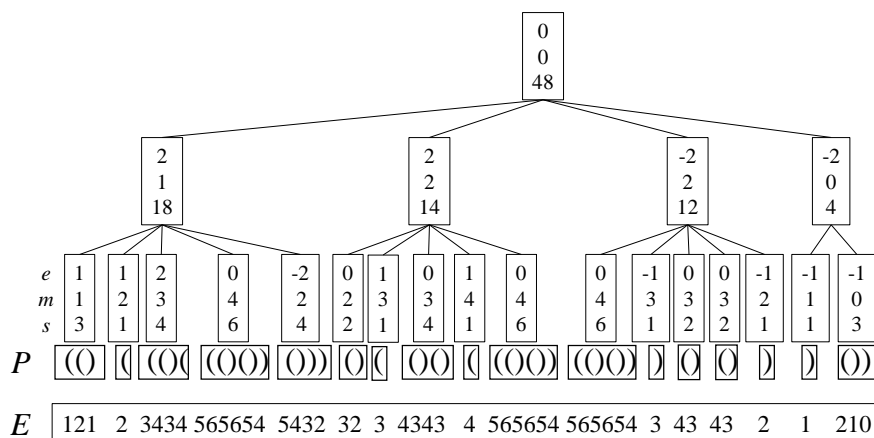 0
0
48
2 2 -2 -2
1 2 2 0
18 14 12 4
e 1 1 2 0 -2 0 1 0 1 0 0 -1 0 0 -1 -1 -1
m 1 2 3 4 2 2 3 3 4 4 4 3 3 3 2 1 0
s 3 1 4 6 4 2 1 4 1 6 6 1 2 2 1 1 3
P (() ( (()( (()()) ())) () ( ()() ( (()()) (()()) ) () () ) ) ())
E 121 2 3434 565654 5432 32 3 4343 4 565654 565654 3 43 43 2 1 210